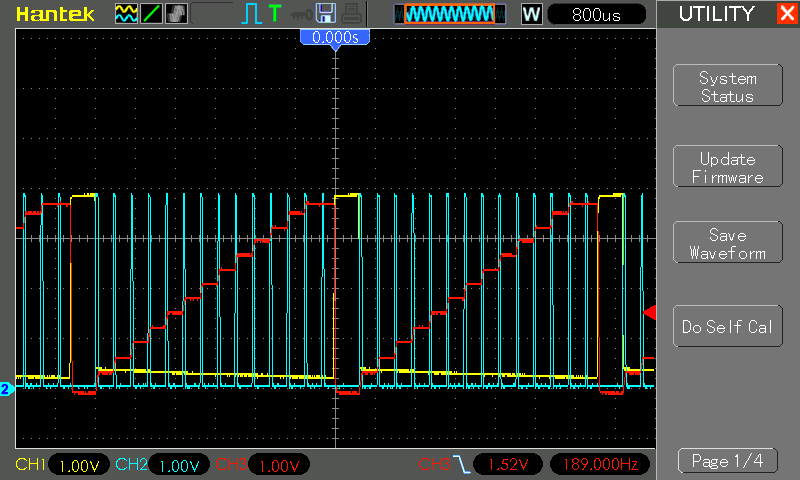 Hantek
T
W
800us
UTILITY
0.000s
System
Status
Update
Firmware
Save
Waveform
Do Self Cal
2
CH1 1.00V CH2 1.00V CH3 1.00V CH3 1.52V 189.000Hz
Page 1/4